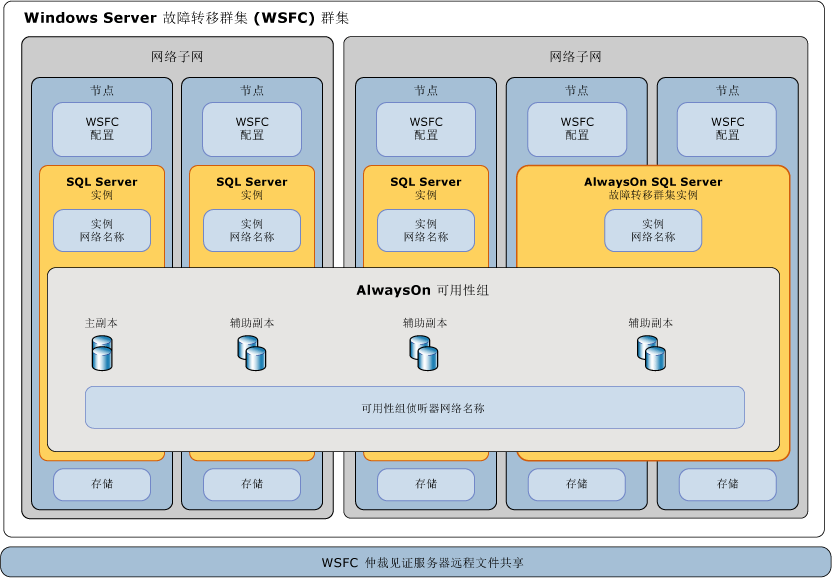 Windows Server 故障转移群集 (WSFC) 群集
网络子网
网络子网
节点
节点
节点
节点
节点
WSFC
配置
WSFC
配置
WSFC
配置
WSFC
配置
WSFC
配置
SQL Server
实例
SQL Server
实例
SQL Server
实例
AlwaysOn SQL Server
故障转移群集实例
实例
网络名称
实例
网络名称
实例
网络名称
实例
网络名称
AlwaysOn 可用性组
主副本
辅助副本
辅助副本
辅助副本
可用性组侦听器网络名称
存储
存储
存储
存储
存储
WSFC 仲裁见证服务器远程文件共享